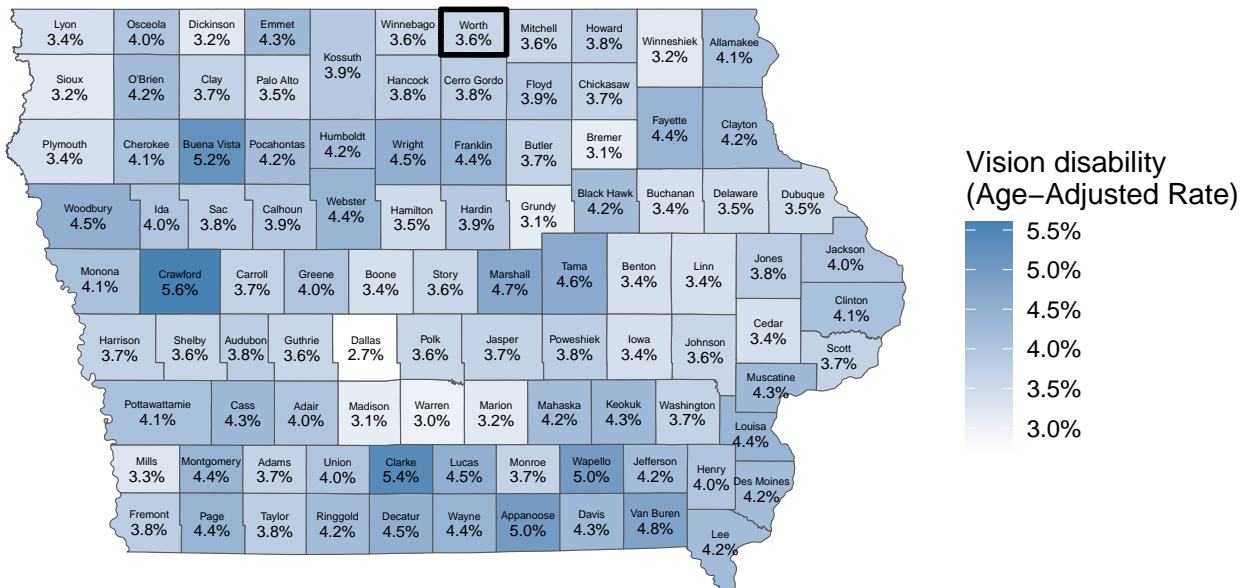 Lyon
3.4%
Osceola
4.0%
Dickinson
3.2%
Emmet
4.3%
Kossuth
3.9%
Winnebago
3.6%
Worth
3.6%
Mitchell
3.6%
Howard
3.8%
Winneshiek
3.2%
Allamakee
4.1%
Sioux
3.2%
O'Brien
4.2%
Clay
3.7%
Palo Alto
3.5%
Hancock
3.8%
Cerro Gordo
3.8%
Floyd
3.9%
Chickasaw
3.7%
Fayette
4.4%
Clayton
4.2%
Plymouth
3.4%
Cherokee
4.1%
Buena Vista
5.2%
Pocahontas
4.2%
Humboldt
4.2%
Wright
4.5%
Franklin
4.4%
Butler
3.7%
Bremer
3.1%
Woodbury
4.5%
Ida
4.0%
Sac
3.8%
Calhoun
3.9%
Webster
4.4%
Hamilton
3.5%
Hardin
3.9%
Grundy
3.1%
Black Hawk
4.2%
Buchanan
3.4%
Delaware
3.5%
Dubuque
3.5%
Monona
4.1%
Crawford
5.6%
Carroll
3.7%
Greene
4.0%
Boone
3.4%
Story
3.6%
Marshall
4.7%
Tama
4.6%
Benton
3.4%
Linn
3.4%
Jones
3.8%
Jackson
4.0%
Clinton
4.1%
Harrison
3.7%
Shelby
3.6%
Audubon
3.8%
Guthrie
3.6%
Dallas
2.7%
Polk
3.6%
Jasper
3.7%
Poweshiek
3.8%
Iowa
3.4%
Johnson
3.6%
Cedar
3.4%
Scott
3.7%
Muscatine
4.3%
Pottawattamie
4.1%
Cass
4.3%
Adair
4.0%
Madison
3.1%
Warren
3.0%
Marion
3.2%
Mahaska
4.2%
Keokuk
4.3%
Washington
3.7%
Louisa
4.4%
Mills
3.3%
Montgomery
4.4%
Adams
3.7%
Union
4.0%
Clarke
5.4%
Lucas
4.5%
Monroe
3.7%
Wapello
5.0%
Jefferson
4.2%
Henry
4.0%
Des Moines
4.2%
Fremont
3.8%
Page
4.4%
Taylor
3.8%
Ringgold
4.2%
Decatur
4.5%
Wayne
4.4%
Appanoose
5.0%
Davis
4.3%
Van Buren
4.8%
Lee
4.2%
Vision disability
(Age−Adjusted Rate)
5.5%
5.0%
4.5%
4.0%
3.5%
3.0%